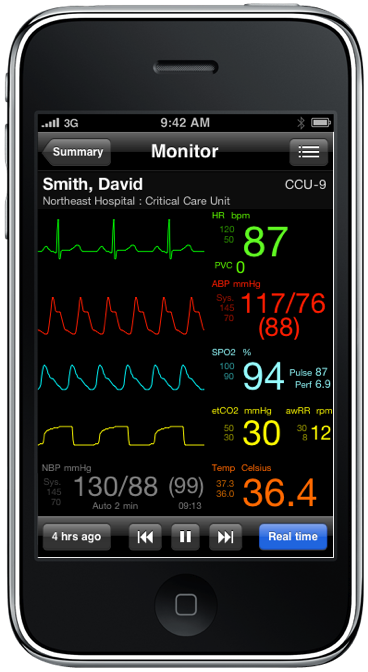 3G 9:42 AM
Summary Monitor
Smith, David CCU-9
Northeast Hospital : Critical Care Unit
HR bpm
120
50
87
PVC 0
ABP mmHg
Sys.
145
70
117/76
(88)
SPO2 %
100
90
94
Pulse 87
Perf 6.9
etCO2 mmHg awRR rpm
50
30
30
30
8
12
NBP mmHg
Sys.
145
70
130/88 (99)
Auto 2 min 09:13
Temp Celsius
37.3
36.0
36.4
4 hrs ago Real time